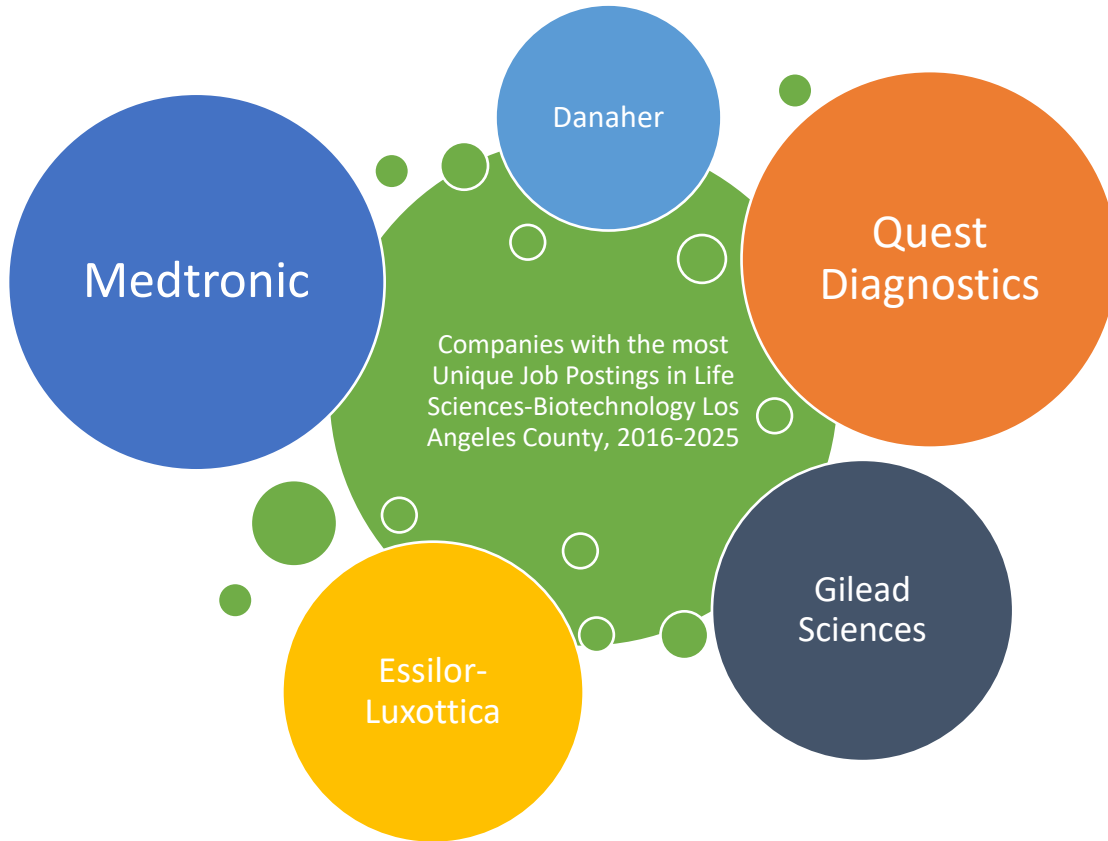 Danaher
Medtronic
Quest
Diagnostics
Companies with the most
Unique Job Postings in Life
Sciences-Biotechnology Los
Angeles County, 2016-2025
Gilead
Sciences
Essilor-
Luxottica